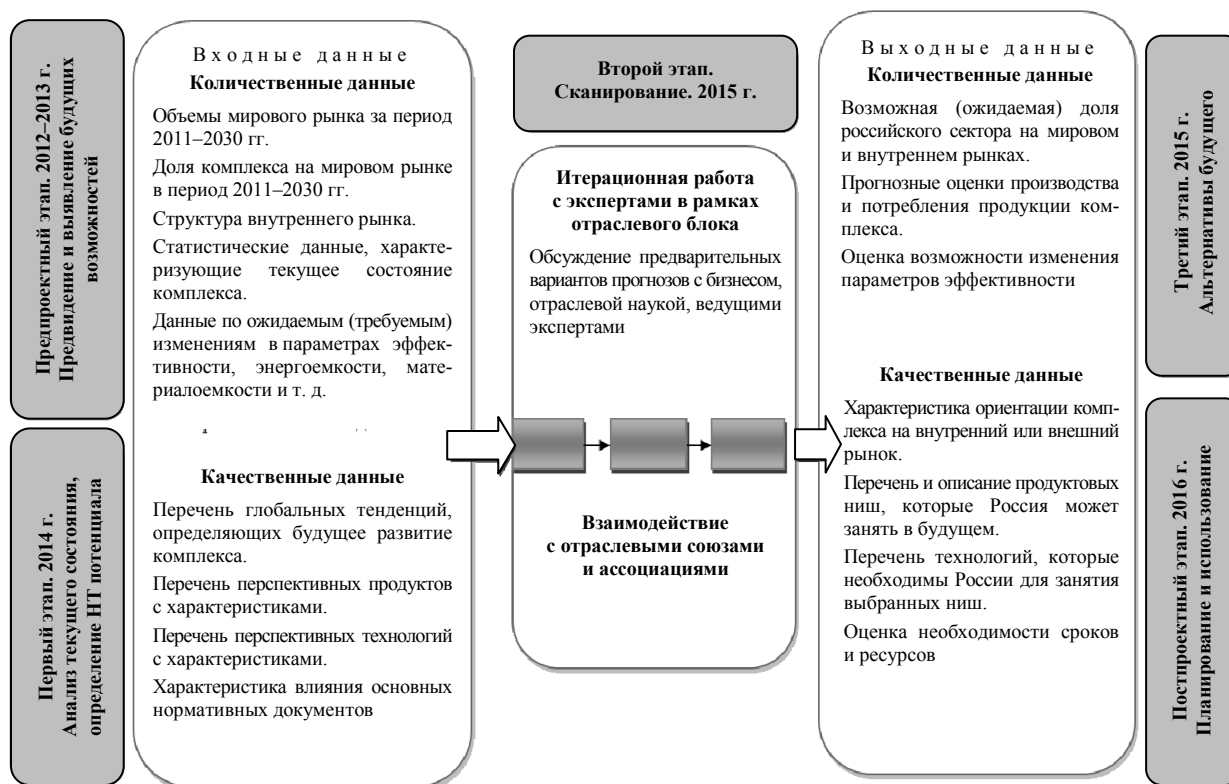 Предпроектный этап. 2012–2013 г.
Предвидение и выявление будущих
возможностей
Первый этап. 2014 г.
Анализ текущего состояния,
определение НТ потенциала
Входные данные
Количественные данные
Объемы мирового рынка за период
2011–2030 гг.
Доля комплекса на мировом рынке
в период 2011–2030 гг.
Структура внутреннего рынка.
Статистические данные, характе-
ризующие текущее состояние
комплекса.
Данные по ожидаемым (требуемым)
изменениям в параметрах эффек-
тивности, энергоемкости, мате-
риалоемкости и т. д.
Качественные данные
Перечень глобальных тенденций,
определяющих будущее развитие
комплекса.
Перечень перспективных продуктов
с характеристиками.
Перечень перспективных технологий
с характеристиками.
Характеристика влияния основных
нормативных документов
Второй этап.
Сканирование. 2015 г.
Итерационная работа
с экспертами в рамках
отраслевого блока
Обсуждение предварительных
вариантов прогнозов с бизнесом,
отраслевой наукой, ведущими
экспертами
Взаимодействие
с отраслевыми союзами
и ассоциациями
Выходные данные
Количественные данные
Возможная (ожидаемая) доля
российского сектора на мировом
и внутреннем рынках.
Прогнозные оценки производства
и потребления продукции ком-
плекса.
Оценка возможности изменения
параметров эффективности
Качественные данные
Характеристика ориентации комп-
лекса на внутренний или внешний
рынок.
Перечень и описание продуктовых
ниш, которые Россия может
занять в будущем.
Перечень технологий, которые
необходимы России для занятия
выбранных ниш.
Оценка необходимости сроков
и ресурсов
Третий этап. 2015 г.
Альтернативы будущего
Постпроектный этап. 2016 г.
Планирование и использование